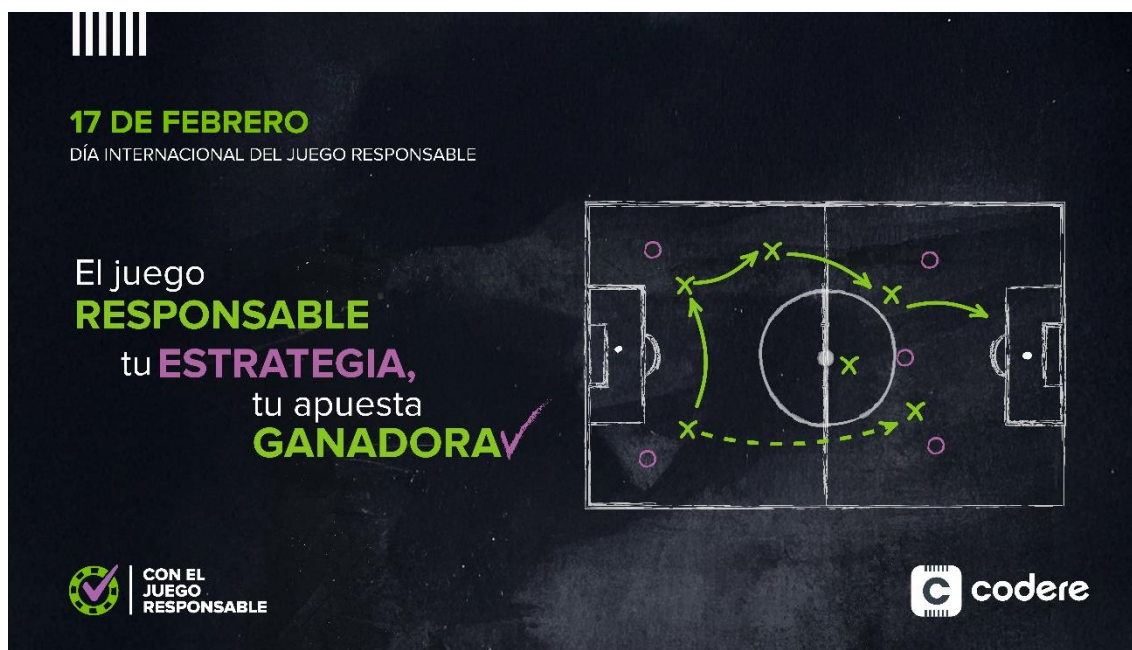 17 DE FEBRERO
DÍA INTERNACIONAL DEL JUEGO RESPONSABLE
El juego
RESPONSABLE
tu ESTRATEGIA,
tu apuesta
GANADORA
CON EL
JUEGO
RESPONSABLE
C codere